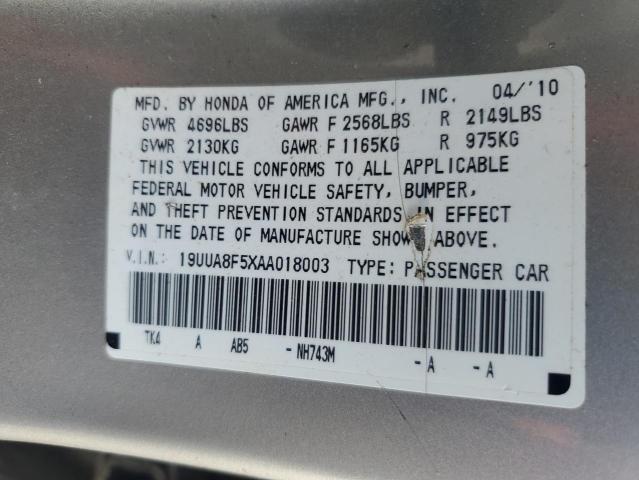 MFD. BY HONDA OF AMERICA MFG., INC. 04/'10
GVWR 4696LBS GAWR F 2568LBS R 2149LBS
GVWR 2130KG GAWR F 1165KG R 975KG
THIS VEHICLE CONFORMS TO ALL APPLICABLE
FEDERAL MOTOR VEHICLE SAFETY, BUMPER,
AND THEFT PREVENTION STANDARDS IN EFFECT
ON THE DATE OF MANUFACTURE SHOWN ABOVE.
V.I.N.: 19UUA8F5XAA018003 TYPE: PASSENGER CAR
TK4 A AB5 - NH743M - A - A